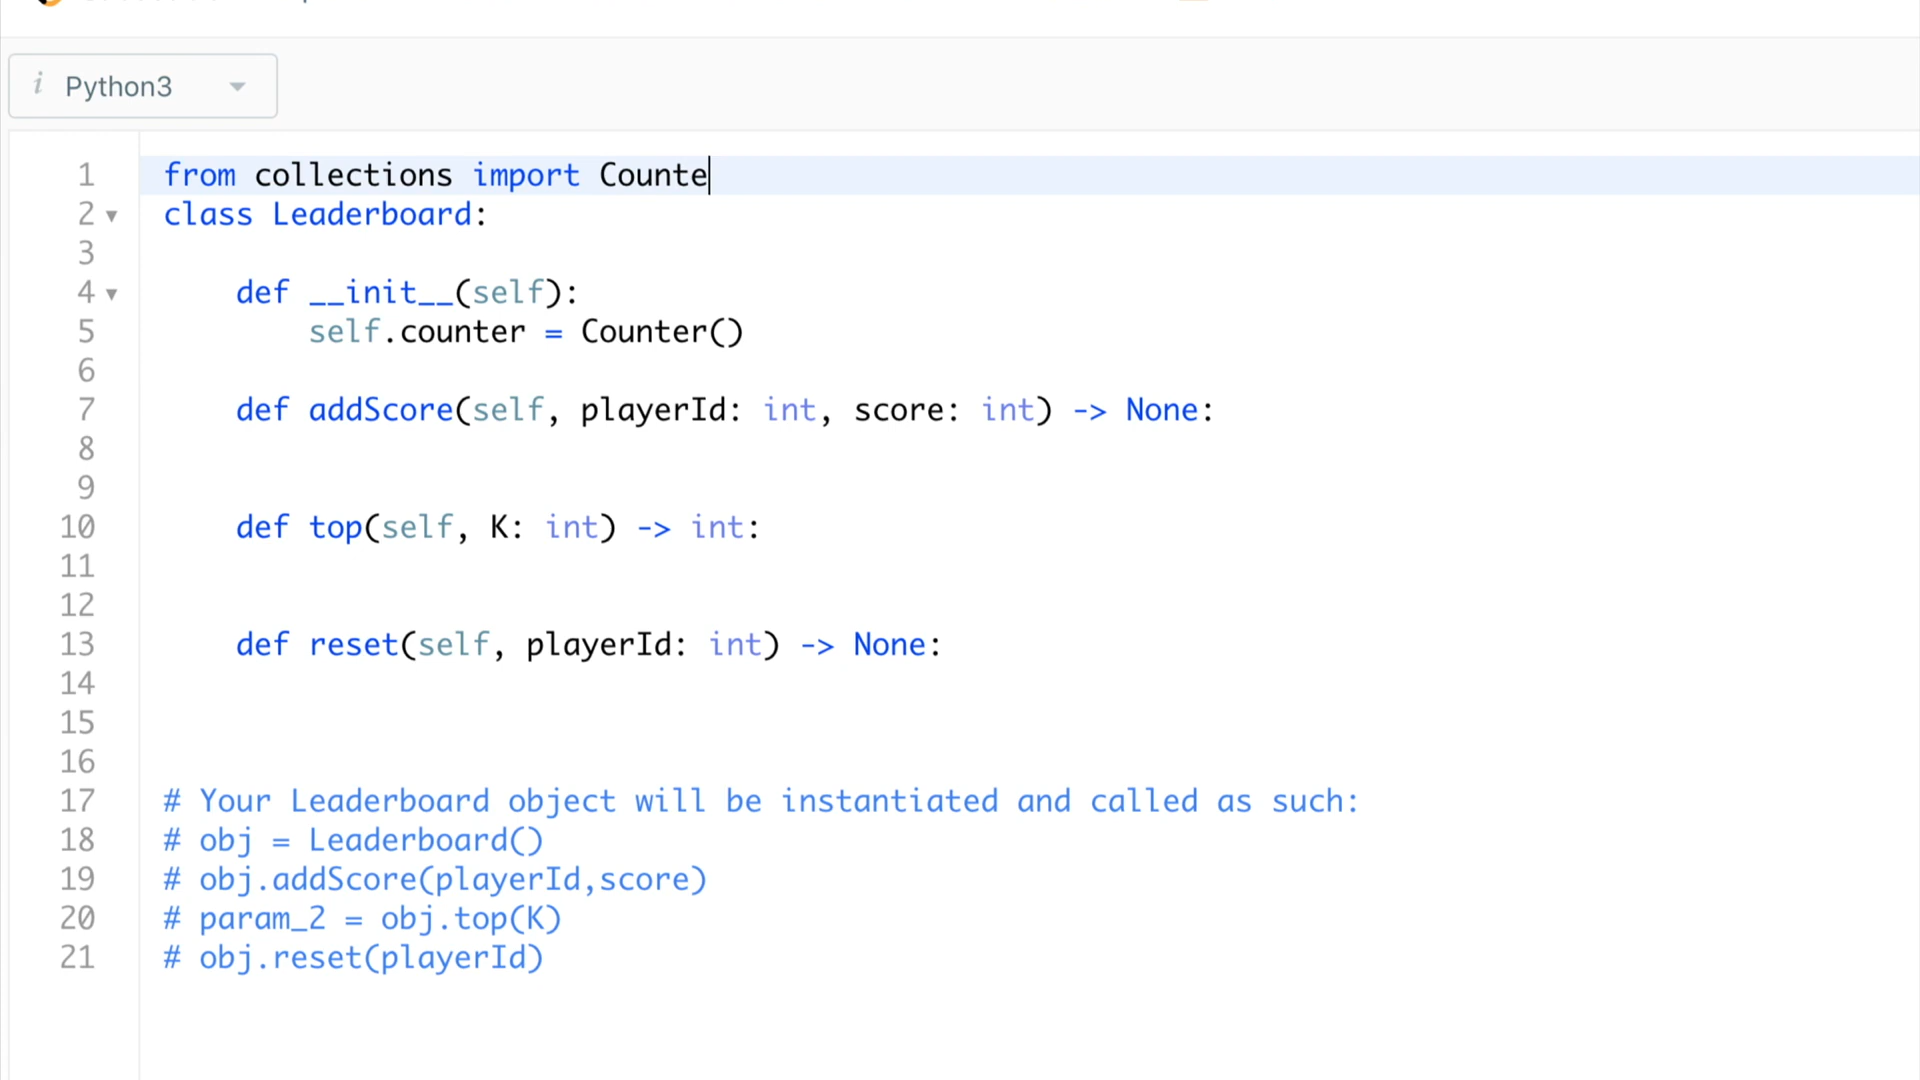 i Python3
1 from collections import Counte
2 class Leaderboard:
3
4 def __init__(self):
5 self.counter = Counter()
6
7 def addScore(self, playerId: int, score: int) -> None:
8
9
10 def top(self, K: int) -> int:
11
12
13 def reset(self, playerId: int) -> None:
14
15
16
17 # Your Leaderboard object will be instantiated and called as such:
18 # obj = Leaderboard()
19 # obj.addScore(playerId,score)
20 # param_2 = obj.top(K)
21 # obj.reset(playerId)